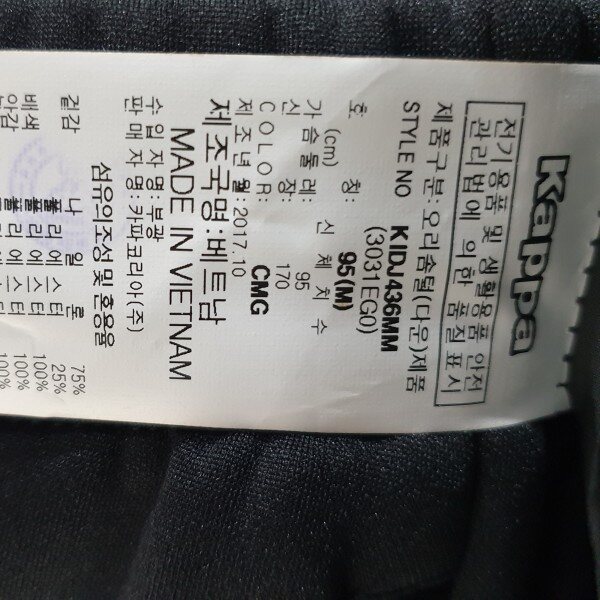 Kappa
전기용품 및 생활용품 안전
관리법에 의한 품질 표시
제품구분:오리솜털(다운)제품
STYLE NO KIDJ436MM
(3031EG0)
호 칭: 95(M)
(cm) 신 체 치 수
가 슴 둘 레: 95
신 장: 170
COLOR: CMG
제조년월:2017.10
제조국명:베트남
MADE IN VIETNAM
수 입 자 명:부광
판 매 자 명:카파코리아(주)
섬유의조성 및 혼용율
겉감 나 일 론 75%
폴리에스터 25%
배색 폴리에스터 100%
안감 폴리에스터 100%
100%